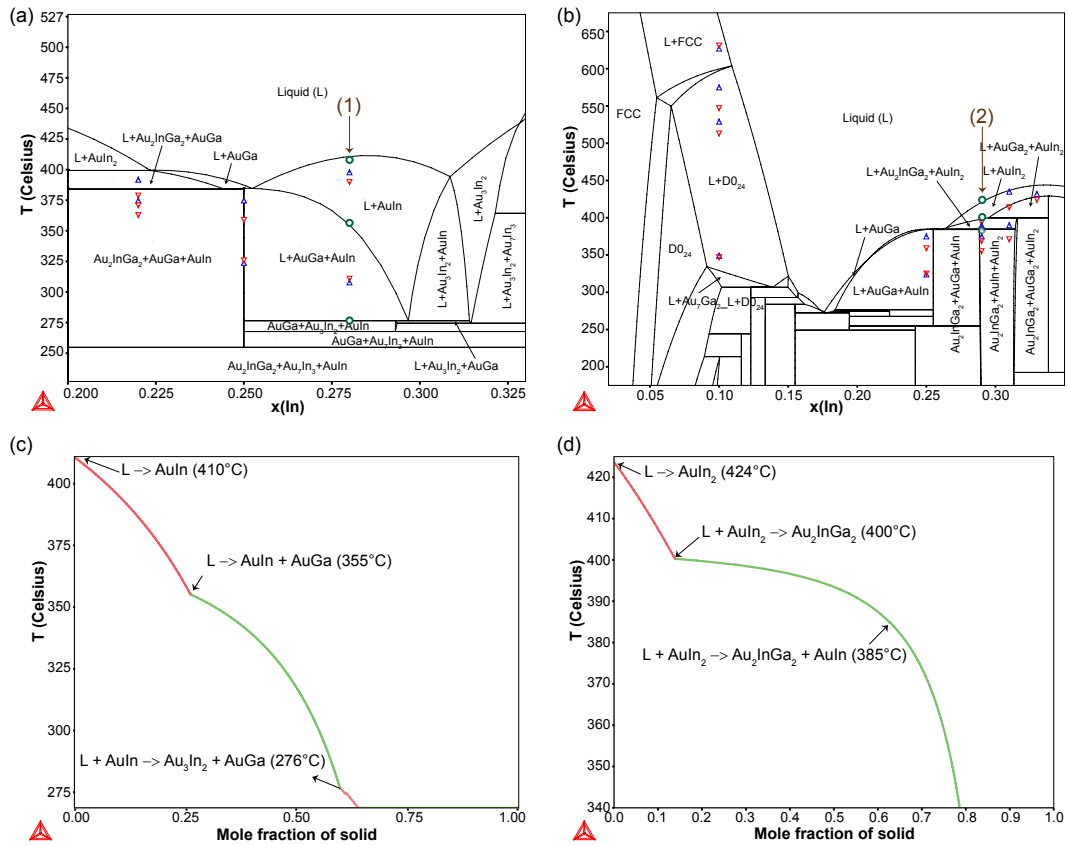 (a)
527
500
475
450
425
400
375
350
325
300
275
250
T (Celsius)
0.200
0.225
0.250
0.275
0.300
0.325
x(In)
(1)
Liquid (L)
L+Au₂InGa₂+AuGa
L+AuIn₂
L+AuGa
L+AuIn
L+AuGa+AuIn
Au₂InGa₂+AuGa+AuIn
L+Au₃In₂+AuIn
L+Au₃In₂
L+Au₃In₂+Au₇In₃
AuGa+Au₃In₂+AuIn
AuGa+Au₇In₃+AuIn
Au₂InGa₂+Au₇In₃+AuIn
L+Au₃In₂+AuGa
(b)
650
600
550
500
450
400
350
300
250
200
T (Celsius)
0.05
0.10
0.15
0.20
0.25
0.30
x(In)
(2)
L+FCC
FCC
Liquid (L)
L+AuGa₂+AuIn₂
L+Au₂InGa₂+AuIn₂
L+AuIn₂
L+D0₂₄
L+AuGa
D0₂₄
L+Au₇Ga₂
L+D0₂₄
L+AuGa+AuIn
Au₂InGa₂+AuGa+AuIn
Au₂InGa₂+AuIn+AuIn₂
Au₂InGa₂+AuGa₂+AuIn₂
(c)
400
375
350
325
300
275
T (Celsius)
L –> AuIn (410°C)
L –> AuIn + AuGa (355°C)
L + AuIn –> Au₃In₂ + AuGa (276°C)
0.00
0.25
0.50
0.75
1.00
Mole fraction of solid
(d)
420
410
400
390
380
370
360
350
340
T (Celsius)
L –> AuIn₂ (424°C)
L + AuIn₂ –> Au₂InGa₂ (400°C)
L + AuIn₂ –> Au₂InGa₂ + AuIn (385°C)
0
0.1
0.2
0.3
0.4
0.5
0.6
0.7
0.8
0.9
1.0
Mole fraction of solid